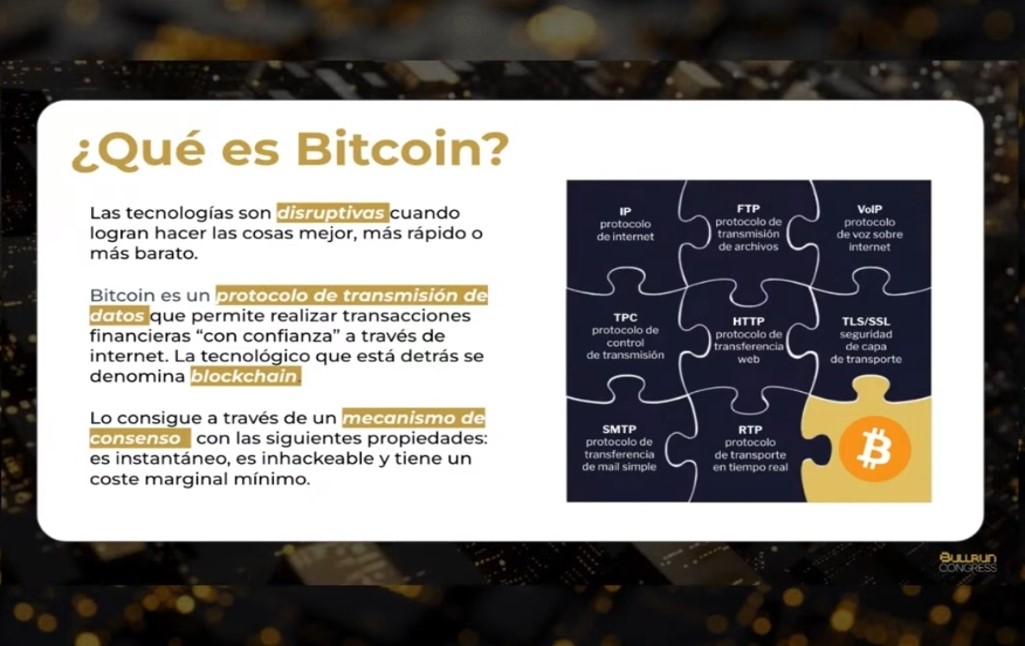 ¿Qué es Bitcoin?
Las tecnologías son disruptivas cuando
logran hacer las cosas mejor, más rápido o
más barato.
Bitcoin es un protocolo de transmisión de
datos que permite realizar transacciones
financieras “con confianza” a través de
internet. La tecnológico que está detrás se
denomina blockchain.
Lo consigue a través de un mecanismo de
consenso con las siguientes propiedades:
es instantáneo, es inhackeable y tiene un
coste marginal mínimo.
IP
protocolo
de internet
FTP
protocolo de
transmisión
de archivos
VoIP
protocolo
de voz sobre
internet
TPC
protocolo de
control
de transmisión
HTTP
protocolo de
transferencia
web
TLS/SSL
seguridad
de capa
de transporte
SMTP
protocolo de
transferencia
de mail simple
RTP
protocolo
de transporte
en tiempo real
BULLRUN
CONGRESS